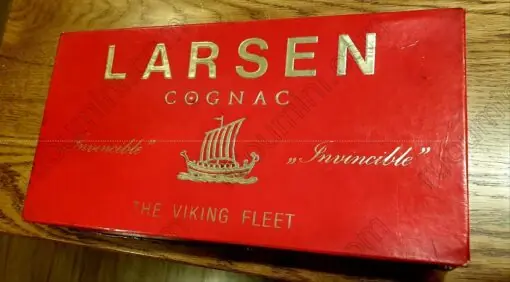 LARSEN
COGNAC
„Invincible” „Invincible”
THE VIKING FLEET